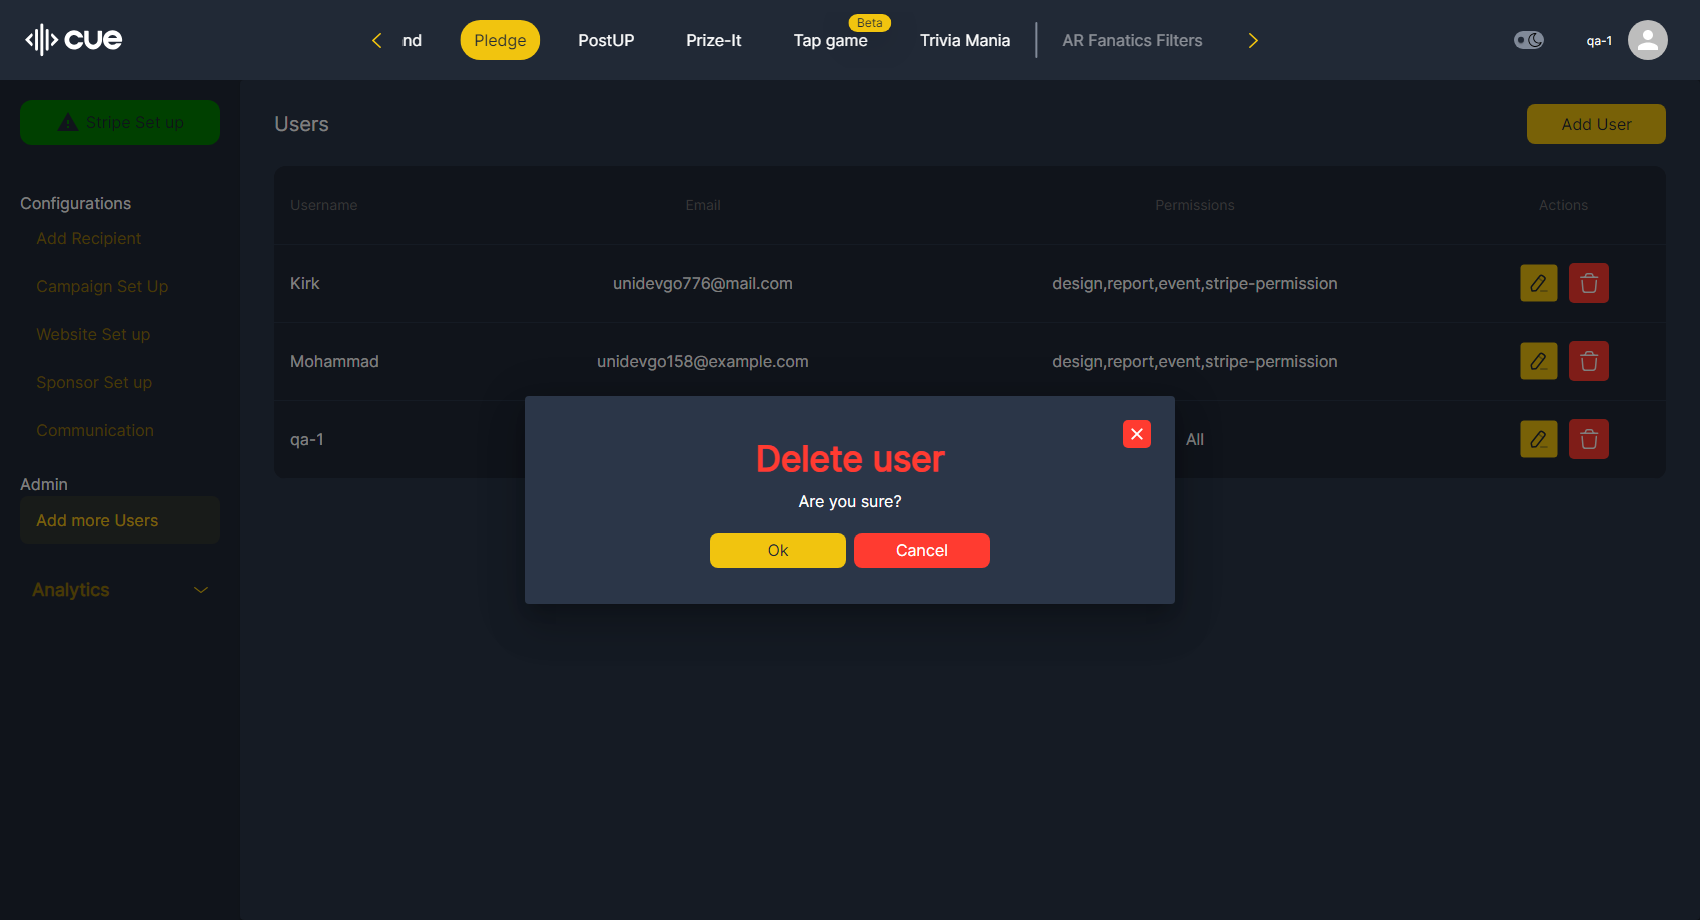 cue
nd
Pledge
PostUP
Prize-It
Tap game
Beta
Trivia Mania
AR Fanatics Filters
qa-1
Stripe Set up
Configurations
Add Recipient
Campaign Set Up
Website Set up
Sponsor Set up
Communication
Admin
Add more Users
Analytics
Users
Add User
Username Email Permissions Actions
Kirk unidevgo776@mail.com design,report,event,stripe-permission
Mohammad unidevgo158@example.com design,report,event,stripe-permission
qa-1 All
Delete user
Are you sure?
Ok Cancel